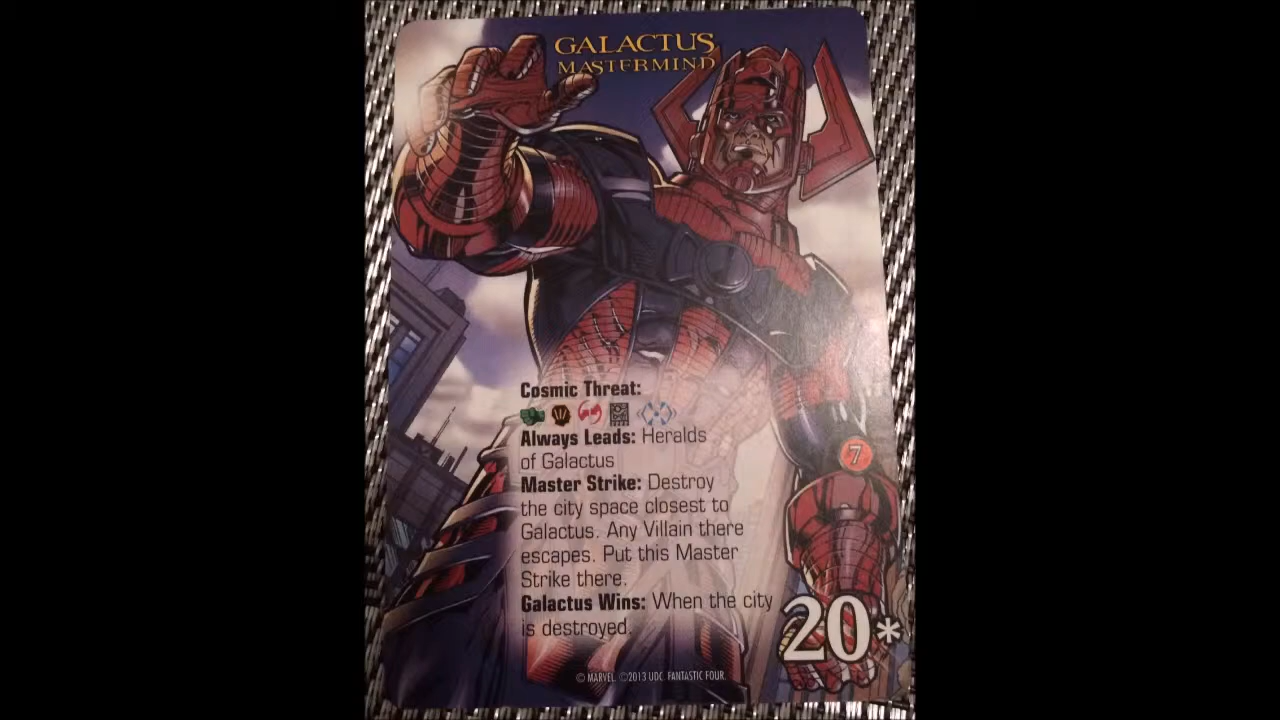 GALACTUS
MASTERMIND
Cosmic Threat:
Always Leads: Heralds
of Galactus
Master Strike: Destroy
the city space closest to
Galactus. Any Villain there
escapes. Put this Master
Strike there.
Galactus Wins: When the city
is destroyed.
7
20*
© MARVEL. ©2013 UDC. FANTASTIC FOUR.